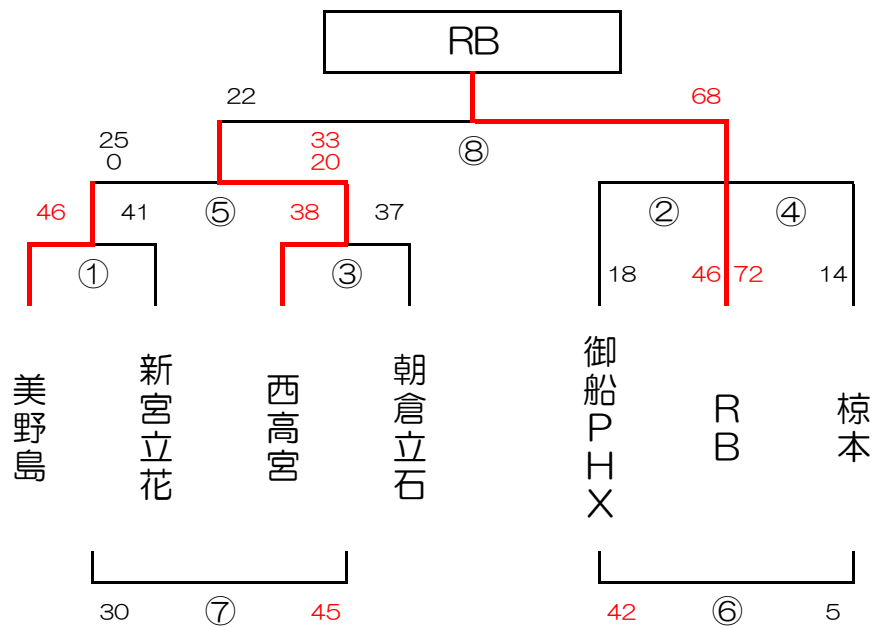 RB
22 68
⑧
25 33
0 20
46 41 ⑤ 38 37 ② ④
① ③ 18 46 72 14
美野島
新宮立花
西高宮
朝倉立石
御船PHX
RB
椋本
30 ⑦ 45 42 ⑥ 5